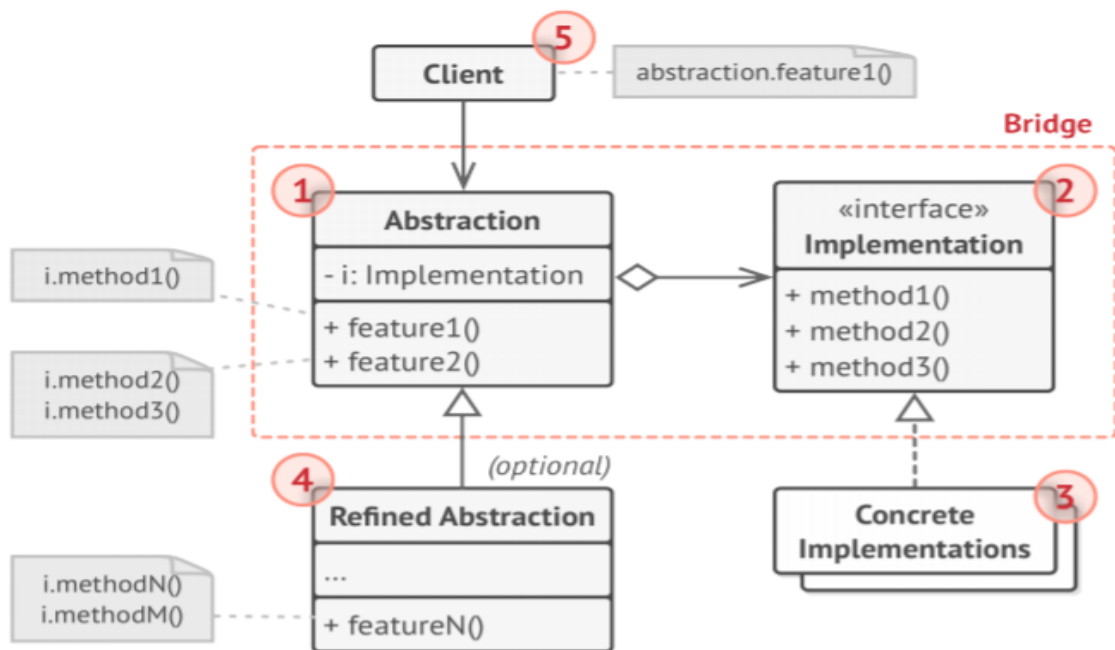 5
Client
abstraction.feature1()
Bridge
1
Abstraction
- i: Implementation
+ feature1()
+ feature2()
2
«interface»
Implementation
+ method1()
+ method2()
+ method3()
i.method1()
i.method2()
i.method3()
(optional)
4
Refined Abstraction
...
+ featureN()
3
Concrete
Implementations
i.methodN()
i.methodM()